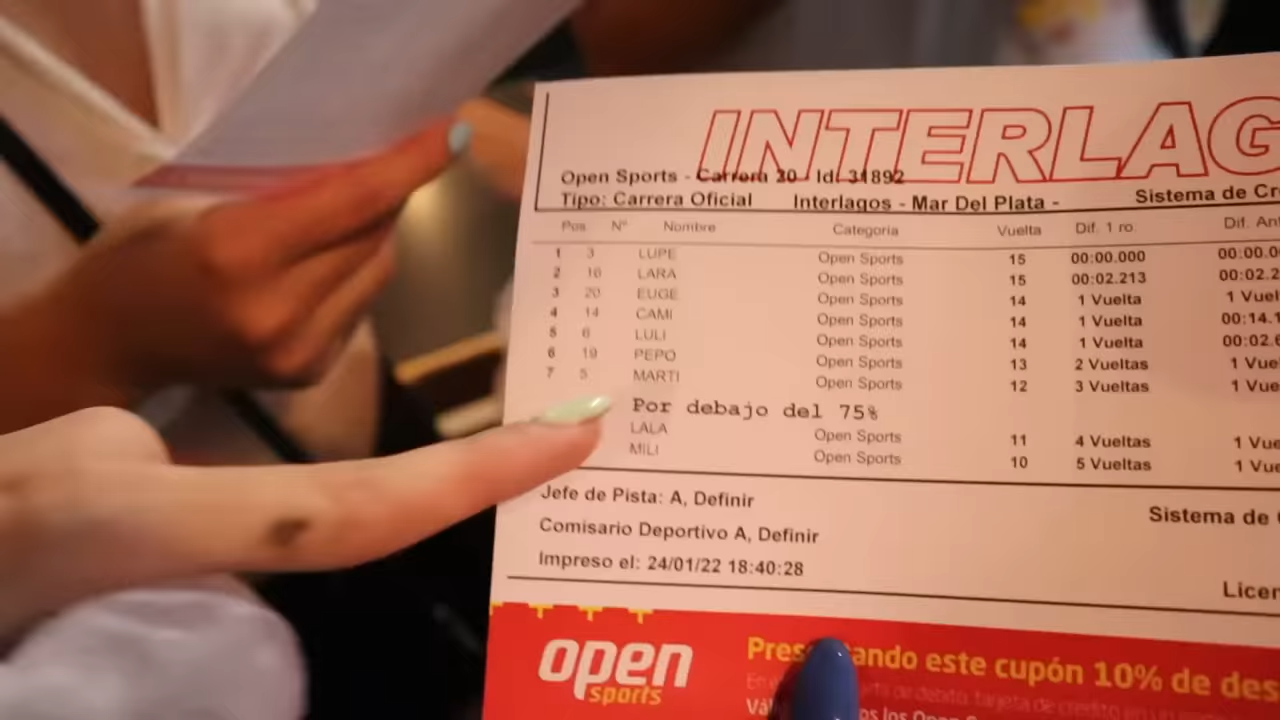 INTERLAG
Open Sports - Carrera 20 Id: 31892
Tipo: Carrera Oficial Interlagos - Mar Del Plata - Sistema de Cr
Pos Nº Nombre Categoria Vuelta Dif. 1 ro. Dif. Ant
1 3 LUPE Open Sports 15 00:00.000 00:00.0
2 16 LARA Open Sports 15 00:02.213 00:02.2
3 20 EUGE Open Sports 14 1 Vuelta 1 Vuel
4 14 CAMI Open Sports 14 1 Vuelta 00:14.1
5 6 LULI Open Sports 14 1 Vuelta 00:02.6
6 19 PEPO Open Sports 13 2 Vueltas 1 Vue
7 5 MARTI Open Sports 12 3 Vueltas 1 Vue
Por debajo del 75%
LALA Open Sports 11 4 Vueltas 1 Vue
MILI Open Sports 10 5 Vueltas 1 Vue
Jefe de Pista: A, Definir
Sistema de
Comisario Deportivo A, Definir
Impreso el: 24/01/22 18:40:28
Licen
open sports
Pres ando este cupón 10% de des